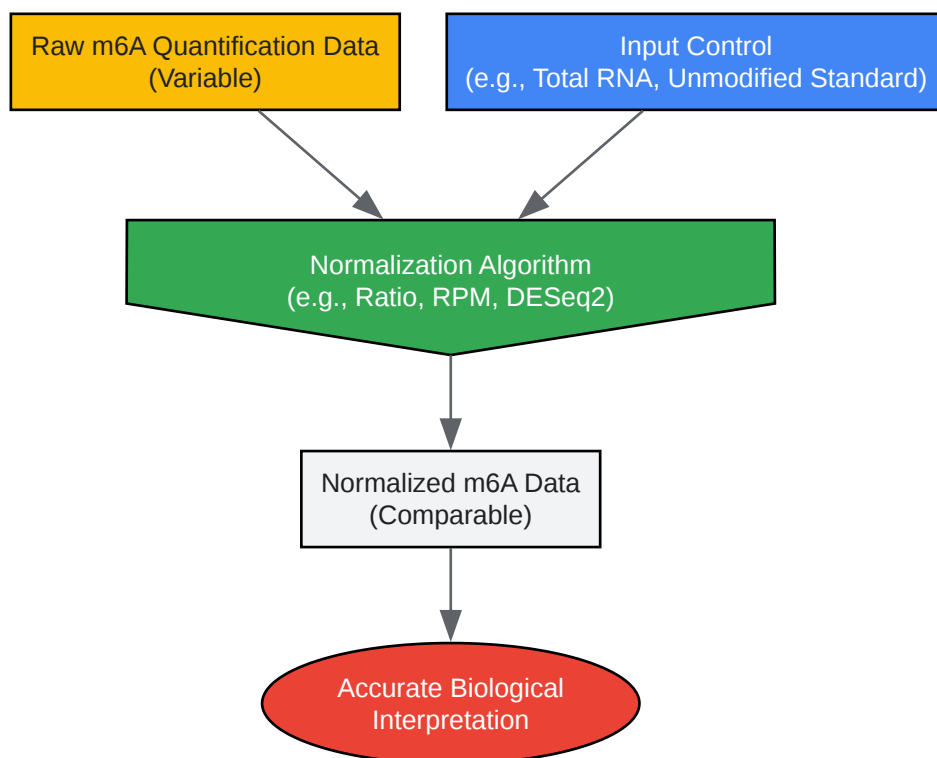 Raw m6A Quantification Data
(Variable)
Input Control
(e.g., Total RNA, Unmodified Standard)
Normalization Algorithm
(e.g., Ratio, RPM, DESeq2)
Normalized m6A Data
(Comparable)
Accurate Biological
Interpretation